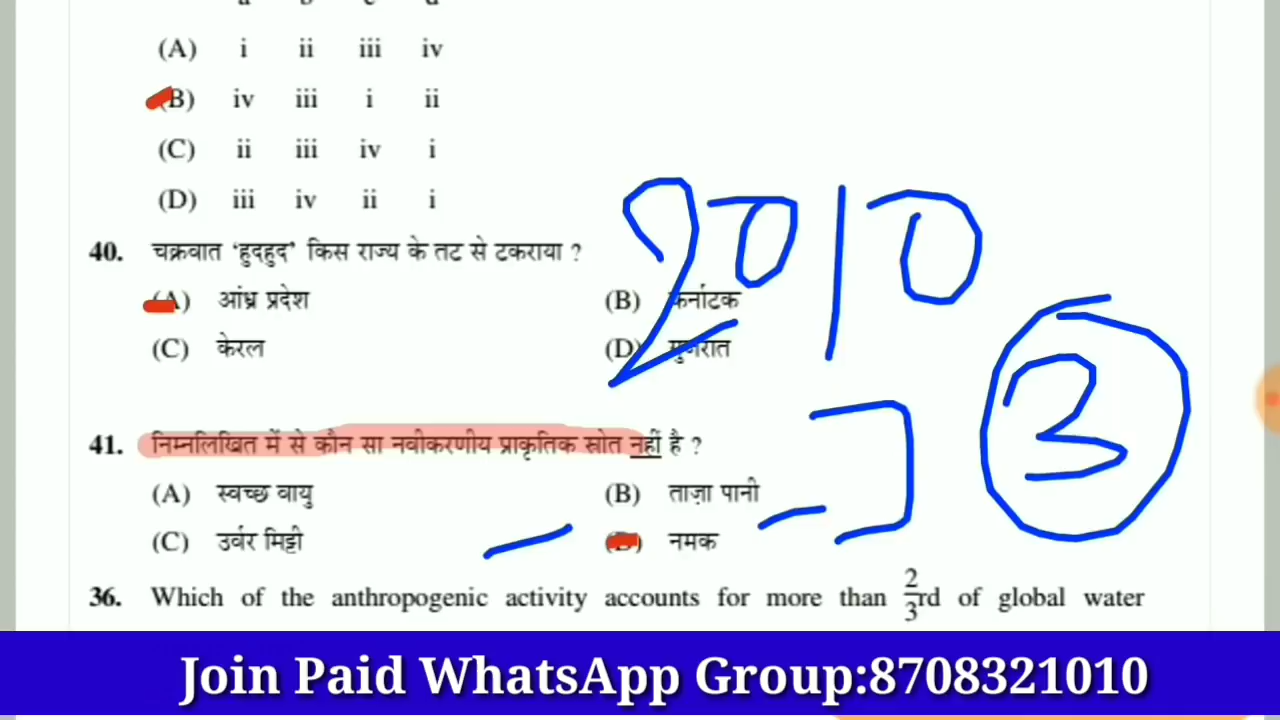 (A) i ii iii iv
(B) iv iii i ii
(C) ii iii iv i
(D) iii iv ii i
2010
40. चक्रवात ‘हुदहुद’ किस राज्य के तट से टकराया ?
(A) आंध्र प्रदेश (B) कर्नाटक
(C) केरल (D) गुजरात
3
41. निम्नलिखित में से कौन सा नवीकरणीय प्राकृतिक स्रोत नहीं है ?
(A) स्वच्छ वायु (B) ताज़ा पानी
(C) उर्वर मिट्टी (D) नमक
36. Which of the anthropogenic activity accounts for more than 2/3rd of global water
Join Paid WhatsApp Group:8708321010